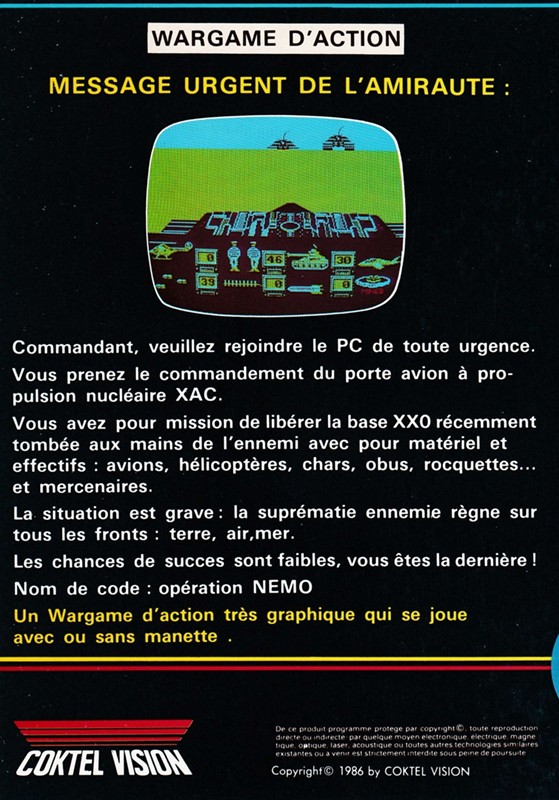 WARGAME D'ACTION
MESSAGE URGENT DE L'AMIRAUTE :
0 46 30
33 0 0
Commandant, veuillez rejoindre le PC de toute urgence.
Vous prenez le commandement du porte avion à pro-
pulsion nucléaire XAC.
Vous avez pour mission de libérer la base XX0 récemment
tombée aux mains de l'ennemi avec pour matériel et
effectifs : avions, hélicoptères, chars, obus, rocquettes...
et mercenaires.
La situation est grave : la suprématie ennemie règne sur
tous les fronts : terre, air,mer.
Les chances de succes sont faibles, vous êtes la dernière !
Nom de code : opération NEMO
Un Wargame d'action très graphique qui se joue
avec ou sans manette .
COKTEL VISION
De ce produit programme protege par copyright ©, toute reproduction
directe ou indirecte par quelque moyen electronique, electrique, magne
tique, optique, laser, acoustique ou toutes autres technologies similaires
existantes ou a venir est strictement interdite sous peine de poursuite
Copyright © 1986 by COKTEL VISION